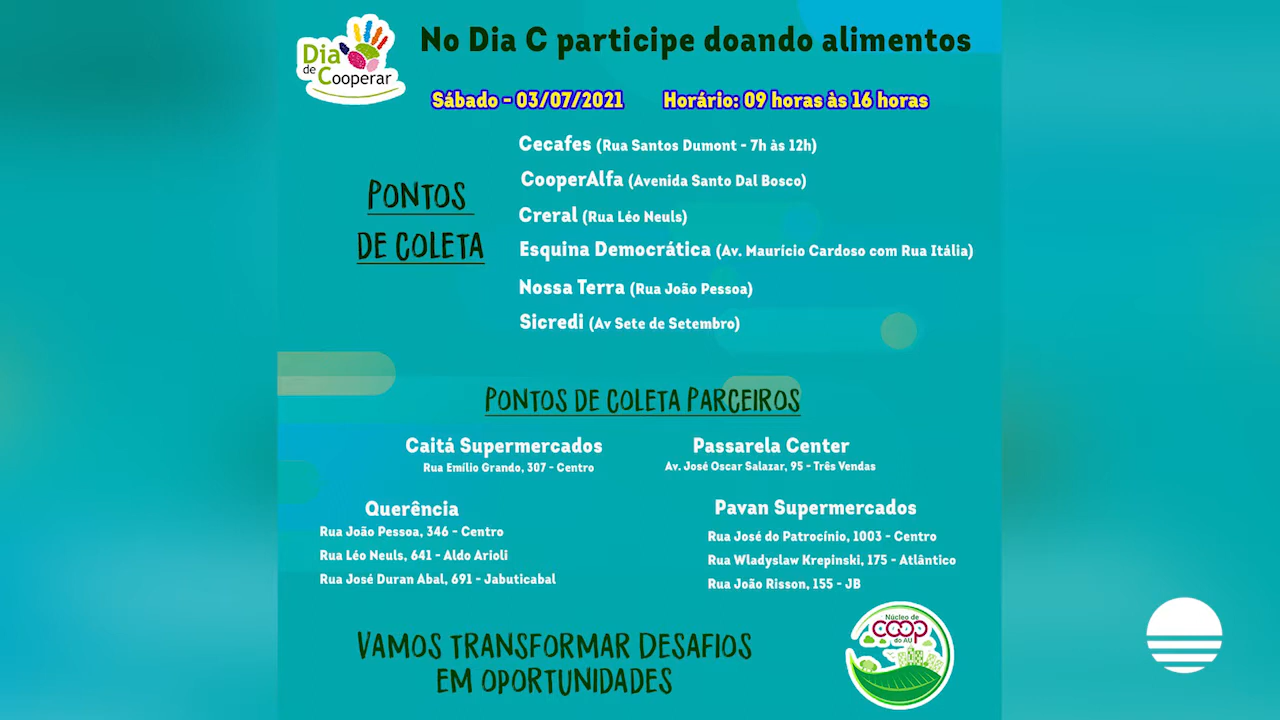 Dia
de Cooperar
No Dia C participe doando alimentos
Sábado - 03/07/2021 Horário: 09 horas às 16 horas
PONTOS
DE COLETA
Cecafes (Rua Santos Dumont - 7h às 12h)
CooperAlfa (Avenida Santo Dal Bosco)
Creral (Rua Léo Neuls)
Esquina Democrática (Av. Maurício Cardoso com Rua Itália)
Nossa Terra (Rua João Pessoa)
Sicredi (Av Sete de Setembro)
PONTOS DE COLETA PARCEIROS
Caitá Supermercados
Rua Emílio Grando, 307 - Centro
Passarela Center
Av. José Oscar Salazar, 95 - Três Vendas
Querência
Rua João Pessoa, 346 - Centro
Rua Léo Neuls, 641 - Aldo Arioli
Rua José Duran Abal, 691 - Jabuticabal
Pavan Supermercados
Rua José do Patrocínio, 1003 - Centro
Rua Wladyslaw Krepinski, 175 - Atlântico
Rua João Risson, 155 - JB
VAMOS TRANSFORMAR DESAFIOS
EM OPORTUNIDADES
Núcleo de
coop
do AU